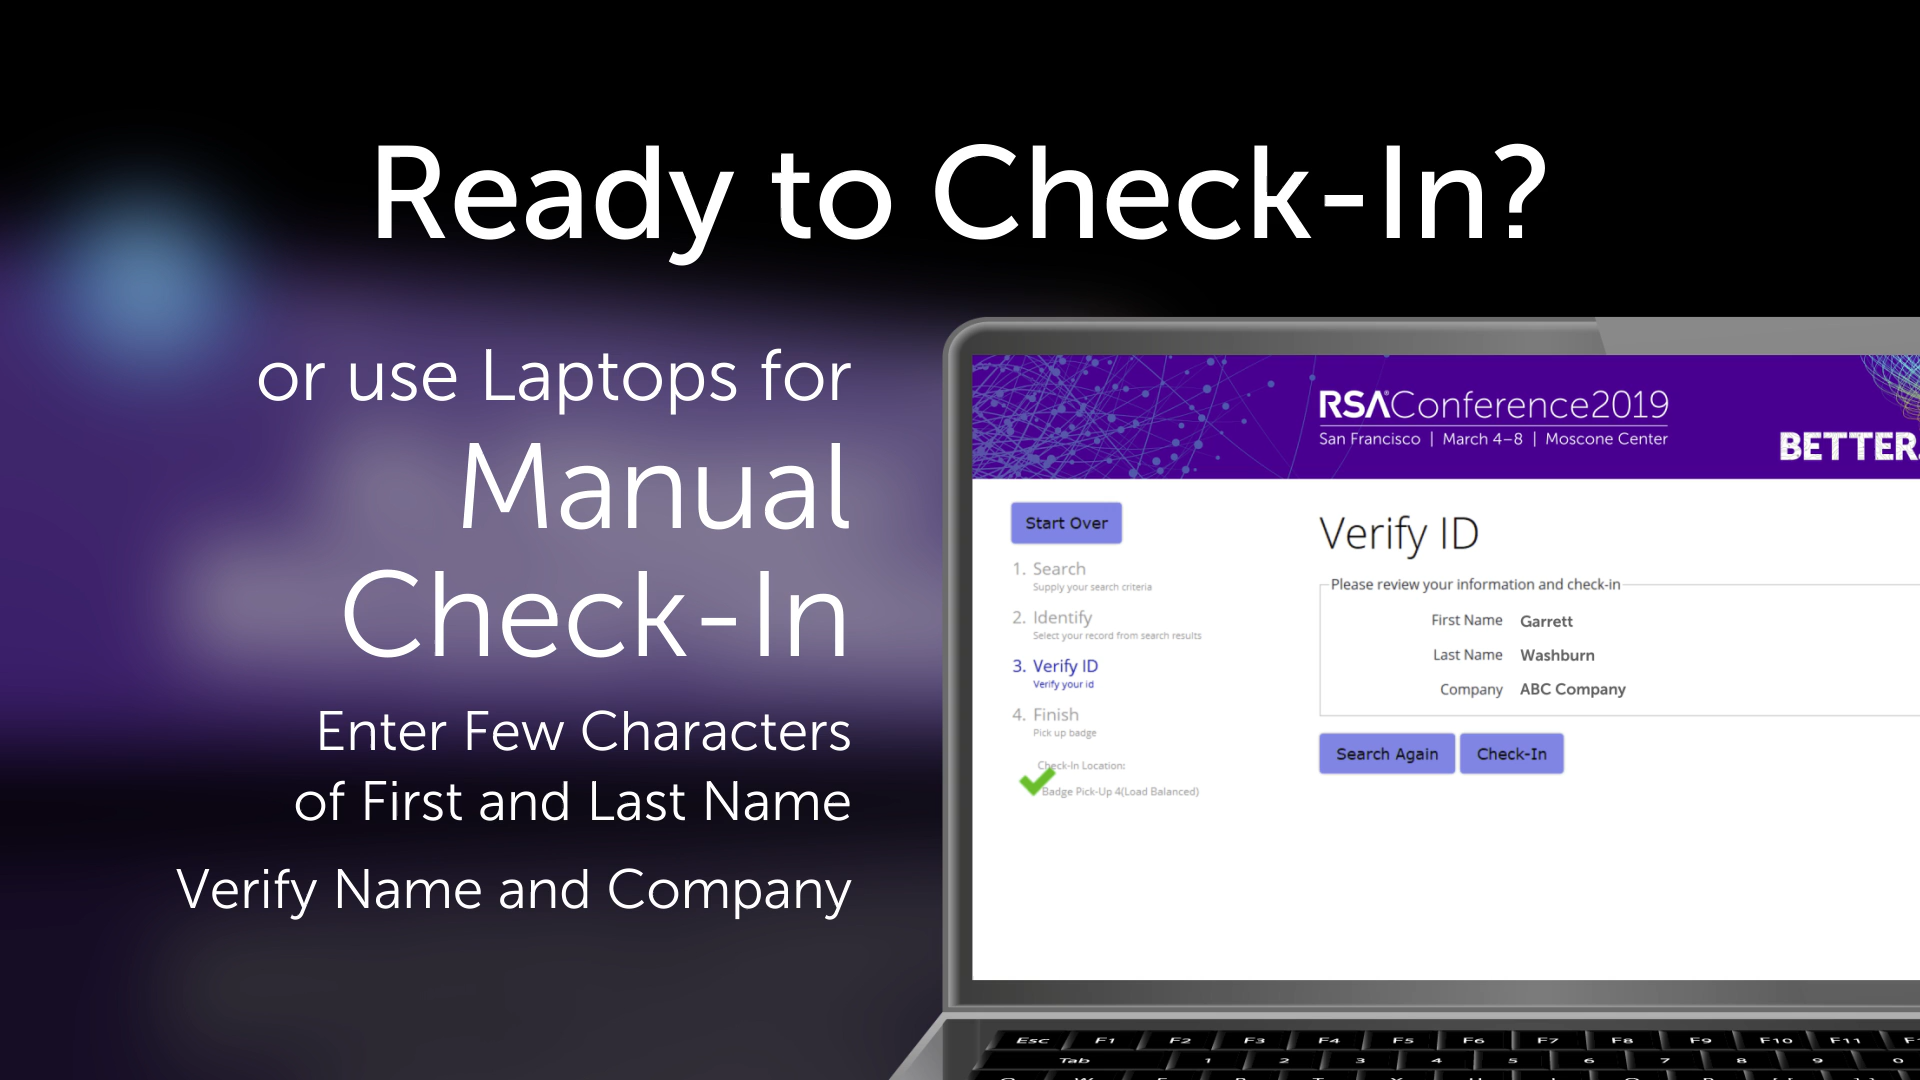 Ready to Check-In?
or use Laptops for
Manual
Check-In
Enter Few Characters
of First and Last Name
Verify Name and Company
RSAConference2019
San Francisco | March 4–8 | Moscone Center
BETTER.
Start Over
1. Search
Supply your search criteria
2. Identify
Select your record from search results
3. Verify ID
Verify your id
4. Finish
Pick up badge
Check-In Location:
Badge Pick-Up 4(Load Balanced)
Verify ID
Please review your information and check-in
First Name Garrett
Last Name Washburn
Company ABC Company
Search Again Check-In
Esc F1 F2 F3 F4 F5 F6 F7 F8 F9 F10 F11
Tab 1 2 3 4 5 6 7 8 9 0